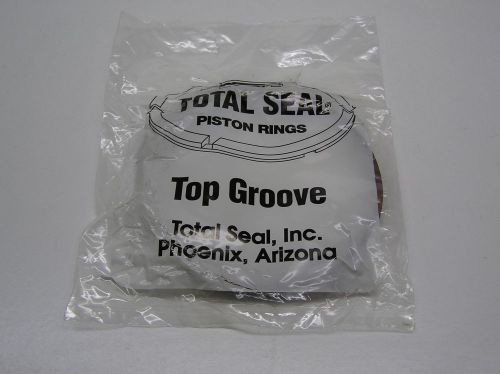 TOTAL SEAL®
PISTON RINGS
Top Groove
Total Seal, Inc.
Phoenix, Arizona